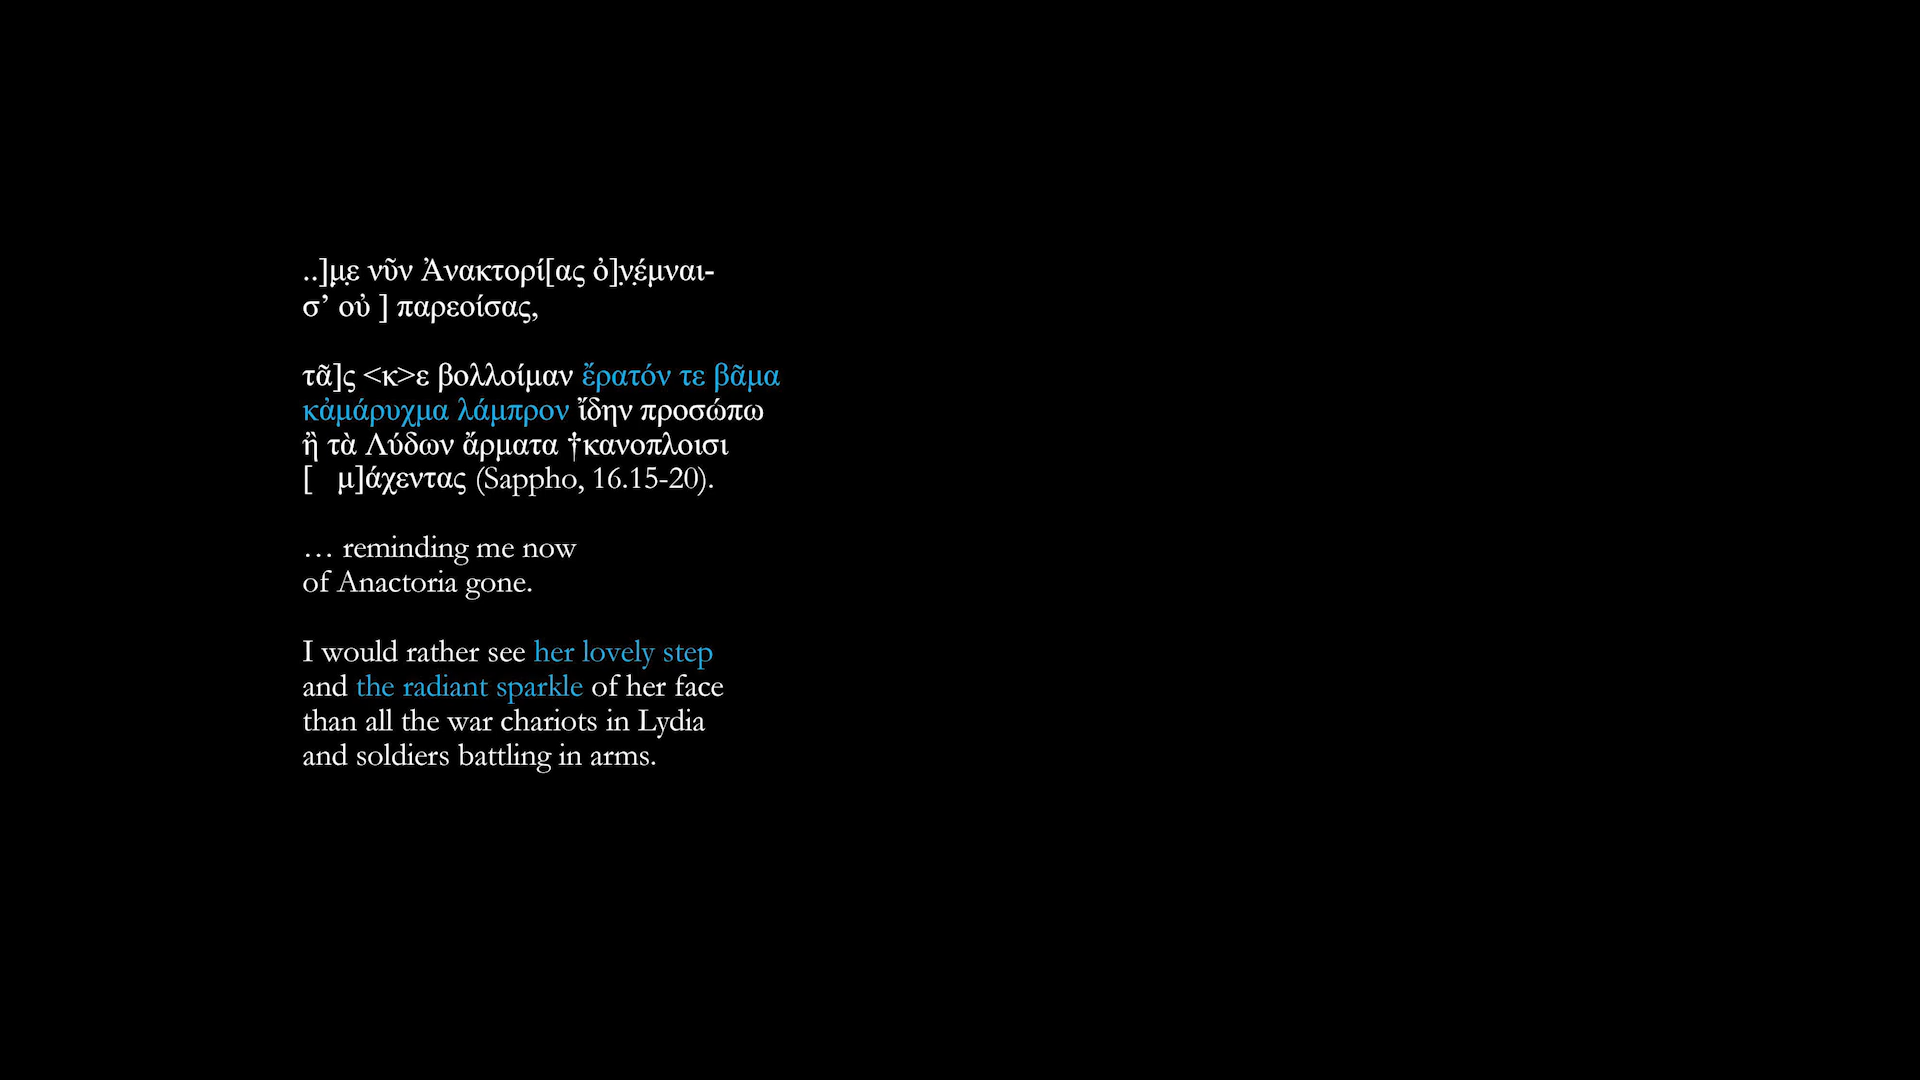 ..]μ̣ε̣ νῦν Ἀνακτορί[ας ὀ]ν̣έ̣μναι-
σ’ οὐ ] παρεοίσας,
τᾶ]ς <κ>ε βολλοίμαν ἔρατόν τε βᾶμα
κἀμάρυχμα λάμπρον ἴδην προσώπω
ἢ τὰ Λύδων ἄρματα †κανοπλοισι
[ μ]άχεντας (Sappho, 16.15-20).
… reminding me now
of Anactoria gone.
I would rather see her lovely step
and the radiant sparkle of her face
than all the war chariots in Lydia
and soldiers battling in arms.